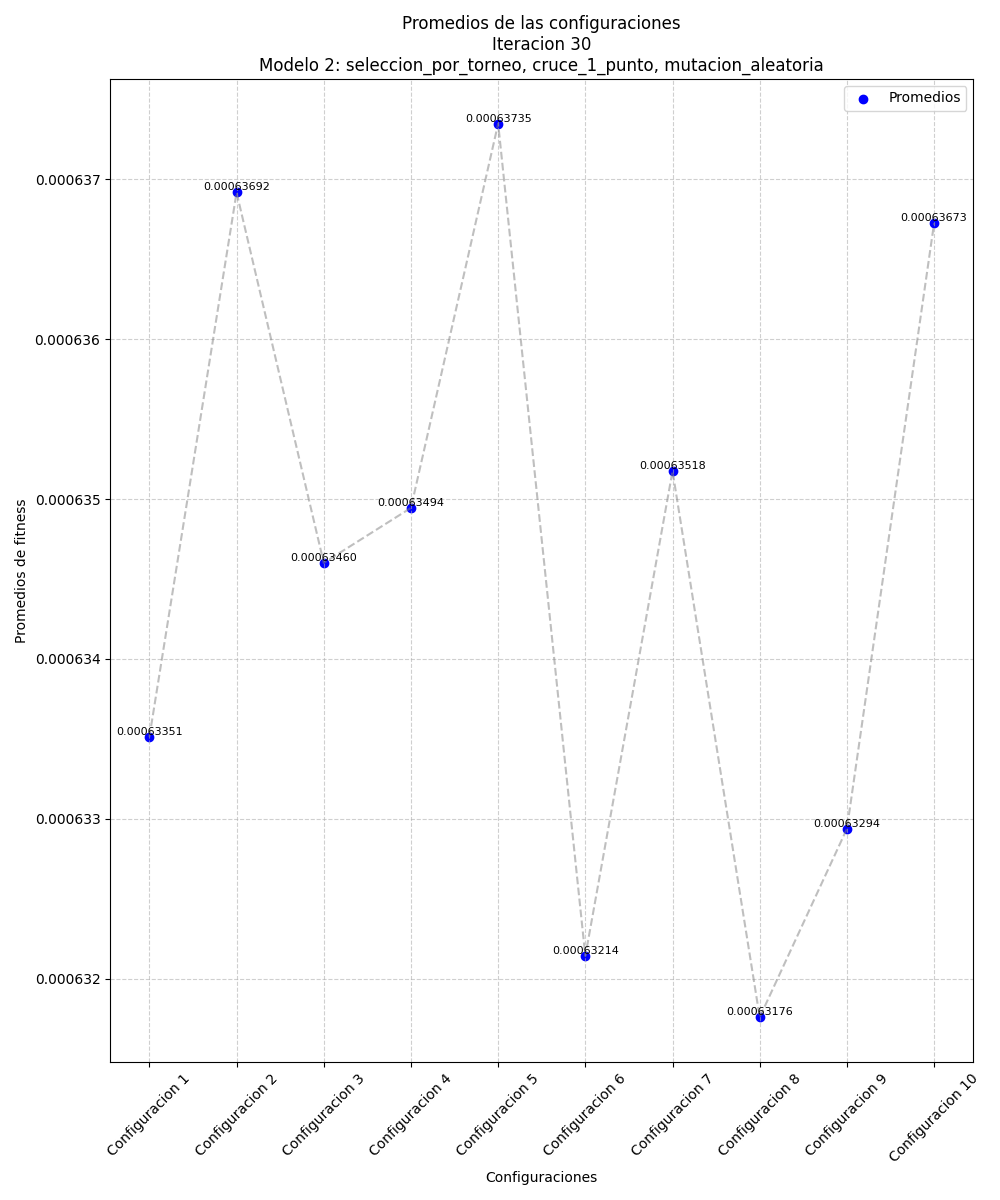 Promedios de las configuraciones
Iteracion 30
Modelo 2: seleccion_por_torneo, cruce_1_punto, mutacion_aleatoria
Promedios
0.00063735
0.00063692
0.00063673
0.00063518
0.00063494
0.00063460
0.00063351
0.00063294
0.00063214
0.00063176
0.000637
0.000636
0.000635
0.000634
0.000633
0.000632
Promedios de fitness
Configuracion 1
Configuracion 2
Configuracion 3
Configuracion 4
Configuracion 5
Configuracion 6
Configuracion 7
Configuracion 8
Configuracion 9
Configuracion 10
Configuraciones